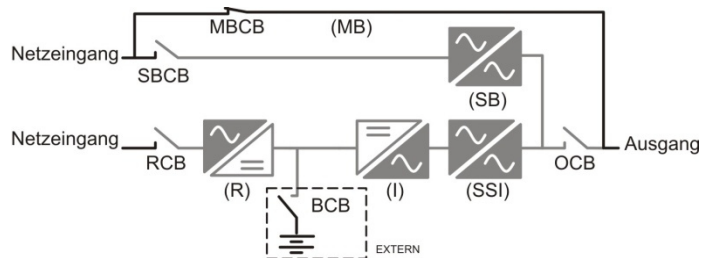 MBCB (MB)
Netzeingang
SBCB
(SB)
Netzeingang
RCB
(R)
(I)
(SSI)
OCB
Ausgang
BCB
EXTERN